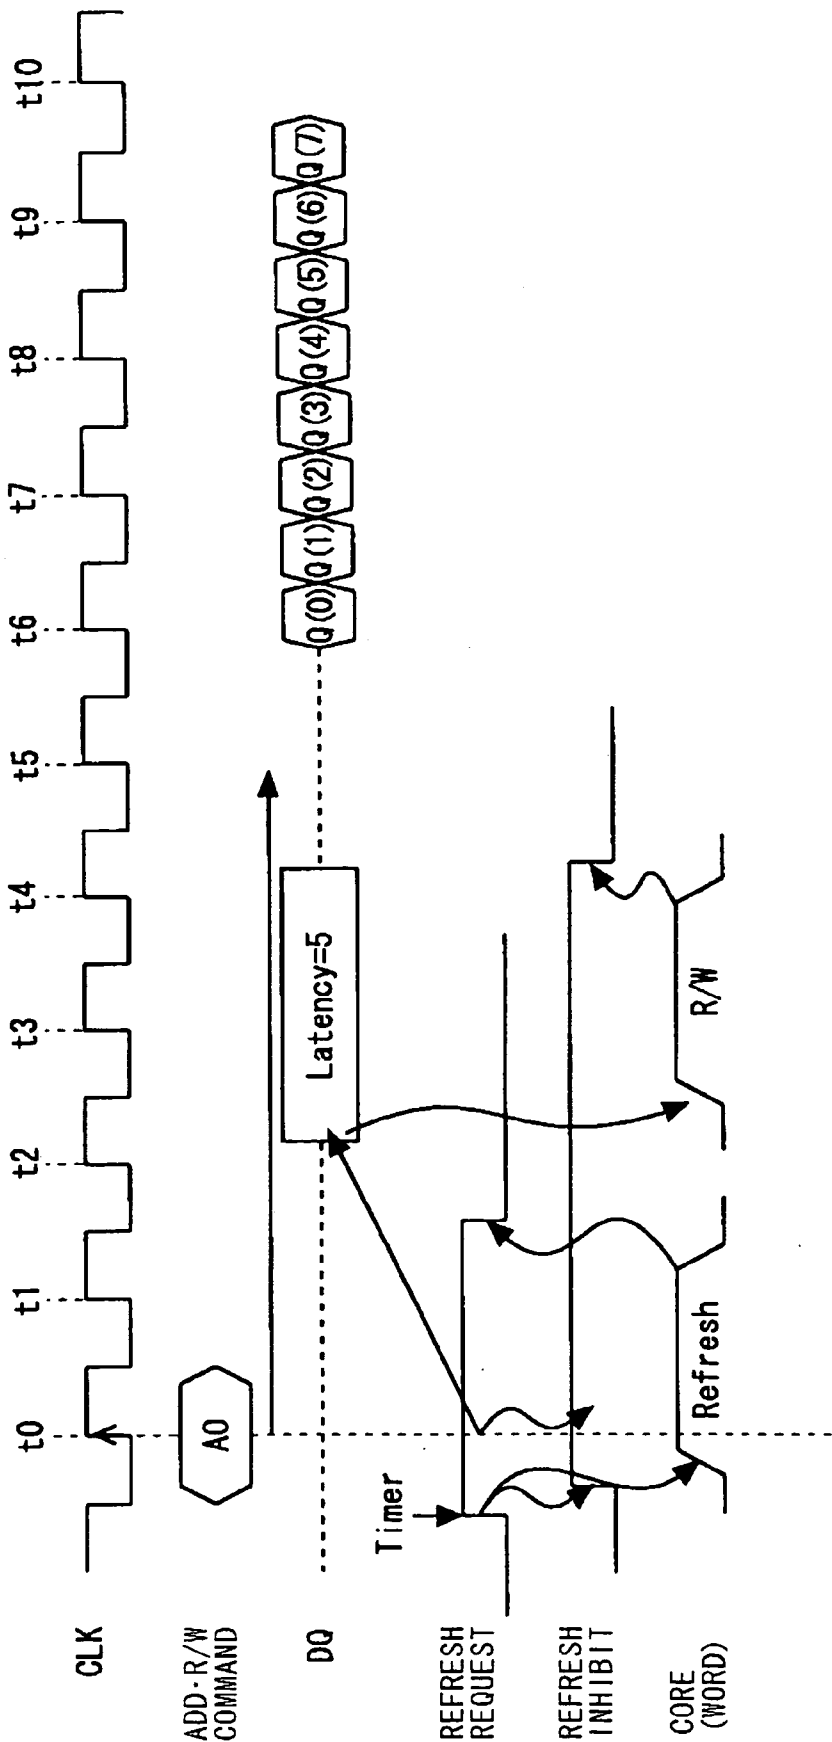 t0 t1 t2 t3 t4 t5 t6 t7 t8 t9 t10
CLK
ADD·R/W
COMMAND
A0
DQ
Latency=5
Q(0) Q(1) Q(2) Q(3) Q(4) Q(5) Q(6) Q(7)
Timer
REFRESH
REQUEST
REFRESH
INHIBIT
CORE
(WORD)
Refresh
R/W